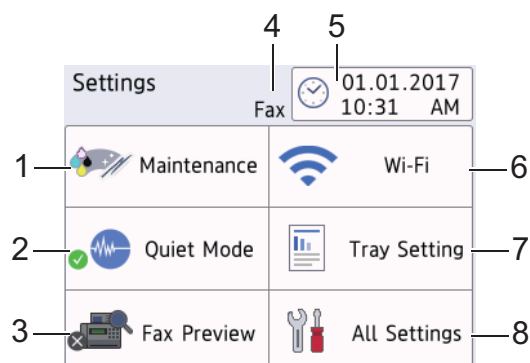 4 5
Settings
Fax
01.01.2017
10:31 AM
1 Maintenance
Wi-Fi 6
2 Quiet Mode
Tray Setting 7
3 Fax Preview
All Settings 8